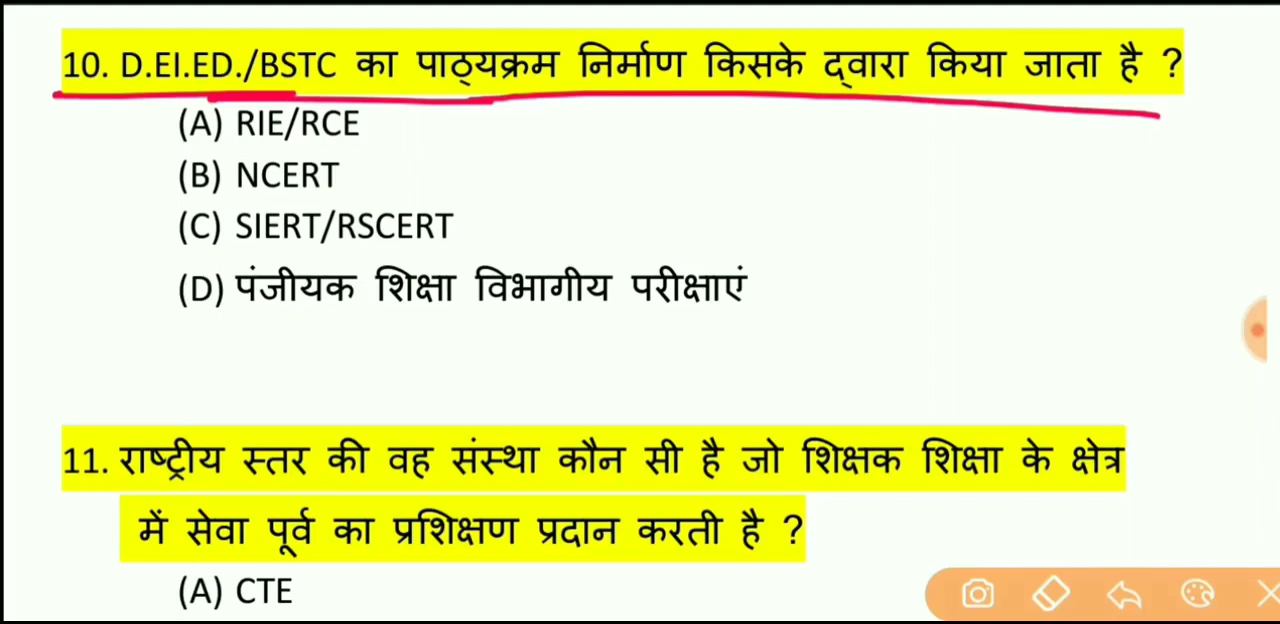 10. D.EI.ED./BSTC का पाठ्यक्रम निर्माण किसके द्वारा किया जाता है ?
(A) RIE/RCE
(B) NCERT
(C) SIERT/RSCERT
(D) पंजीयक शिक्षा विभागीय परीक्षाएं
11. राष्ट्रीय स्तर की वह संस्था कौन सी है जो शिक्षक शिक्षा के क्षेत्र
में सेवा पूर्व का प्रशिक्षण प्रदान करती है ?
(A) CTE